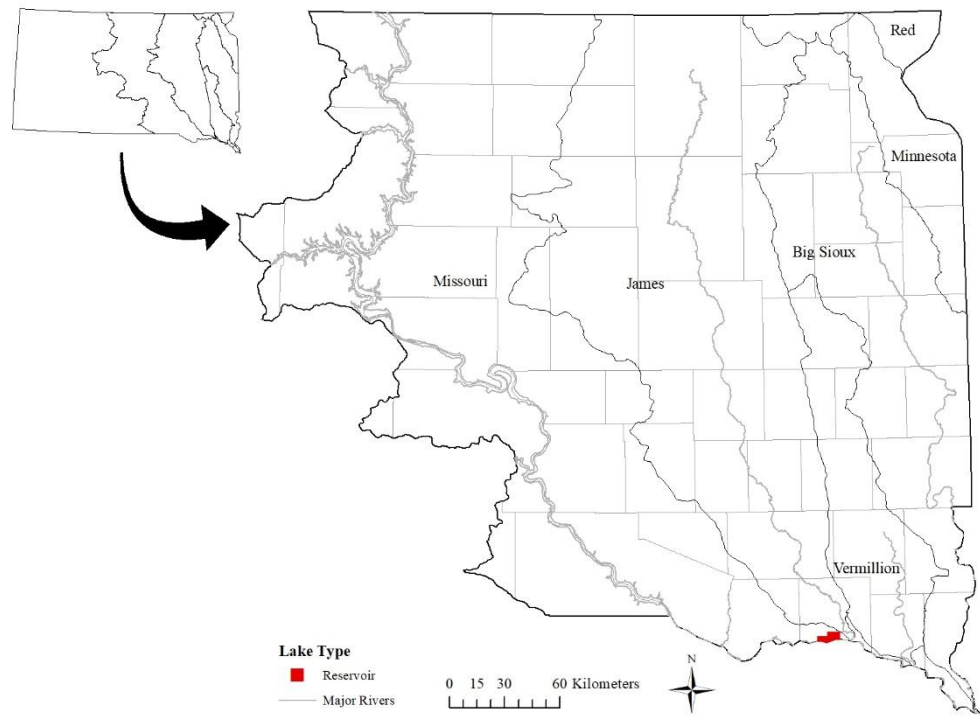 Red
Minnesota
Big Sioux
Missouri
James
Vermillion
Lake Type
Reservoir
Major Rivers
0 15 30 60 Kilometers
N